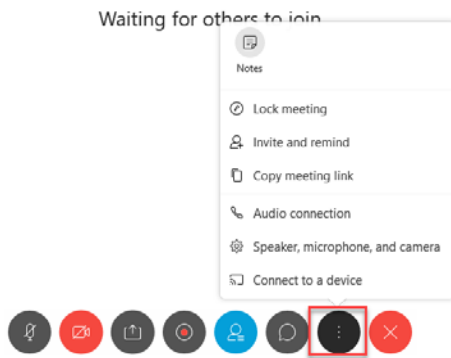 Waiting for others to join
Notes
Lock meeting
Invite and remind
Copy meeting link
Audio connection
Speaker, microphone, and camera
Connect to a device